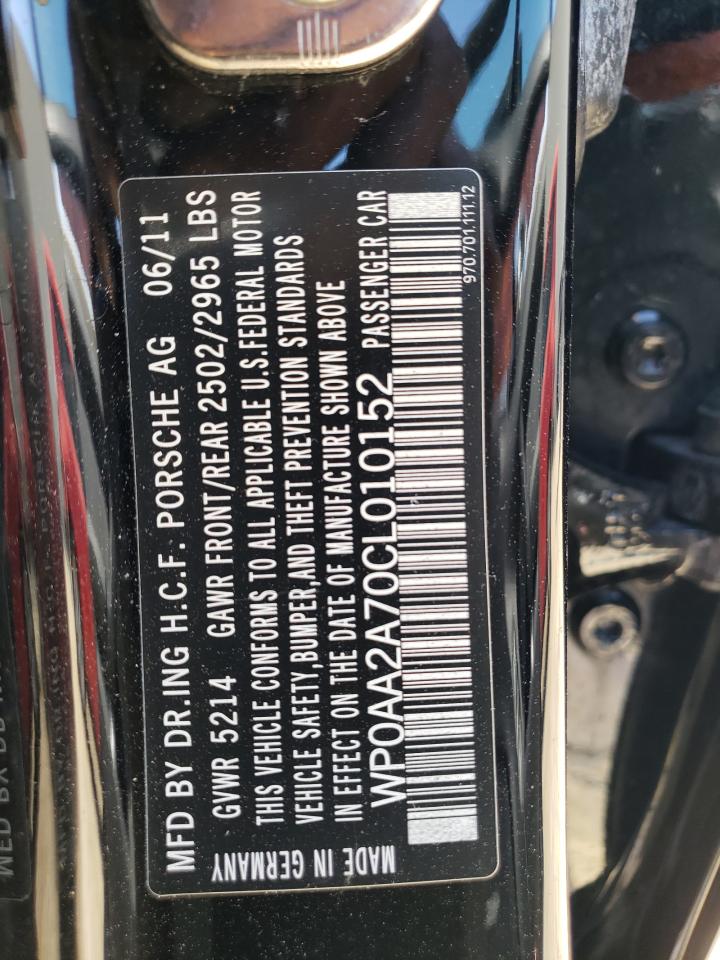 MFD BY DR.ING H.C.F. PORSCHE AG 06/11
GVWR 5214 GAWR FRONT/REAR 2502/2965 LBS
THIS VEHICLE CONFORMS TO ALL APPLICABLE U.S.FEDERAL MOTOR
VEHICLE SAFETY,BUMPER,AND THEFT PREVENTION STANDARDS
IN EFFECT ON THE DATE OF MANUFACTURE SHOWN ABOVE
WP0AA2A70CL010152 PASSENGER CAR
970.701.111.12
MADE IN GERMANY